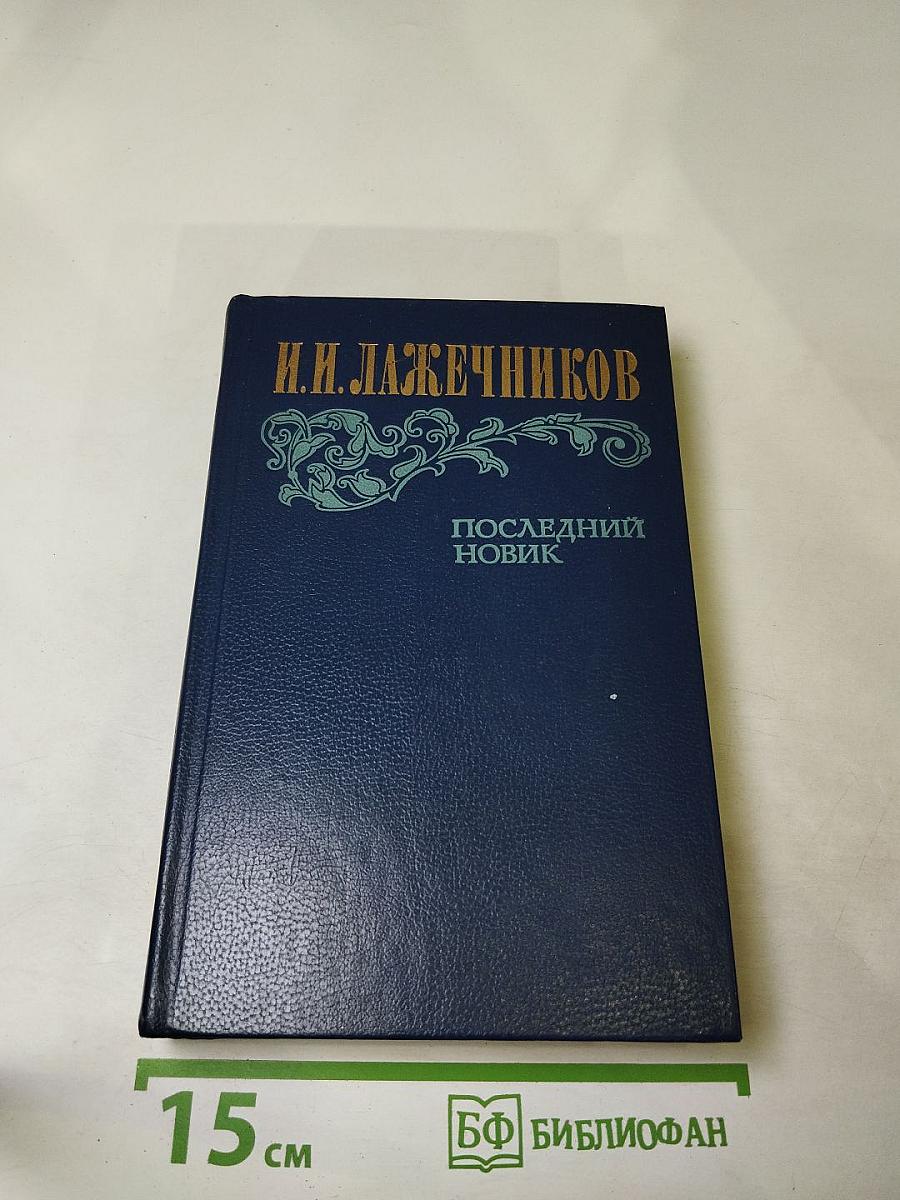 И.И.ЛАЖЕЧНИКОВ
ПОСЛЕДНИЙ
НОВИК
15 см
БФ БИБЛИОФАН